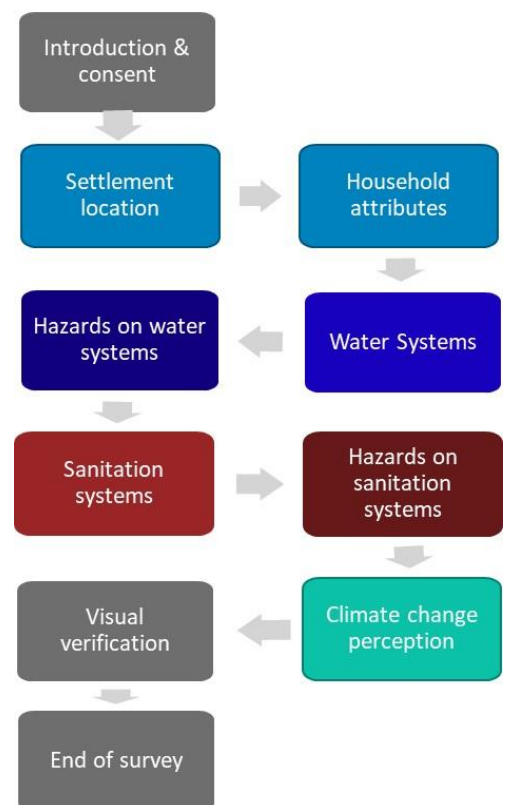 Introduction &
consent
Settlement
location
Household
attributes
Water Systems
Hazards on water
systems
Sanitation
systems
Hazards on
sanitation
systems
Climate change
perception
Visual
verification
End of survey